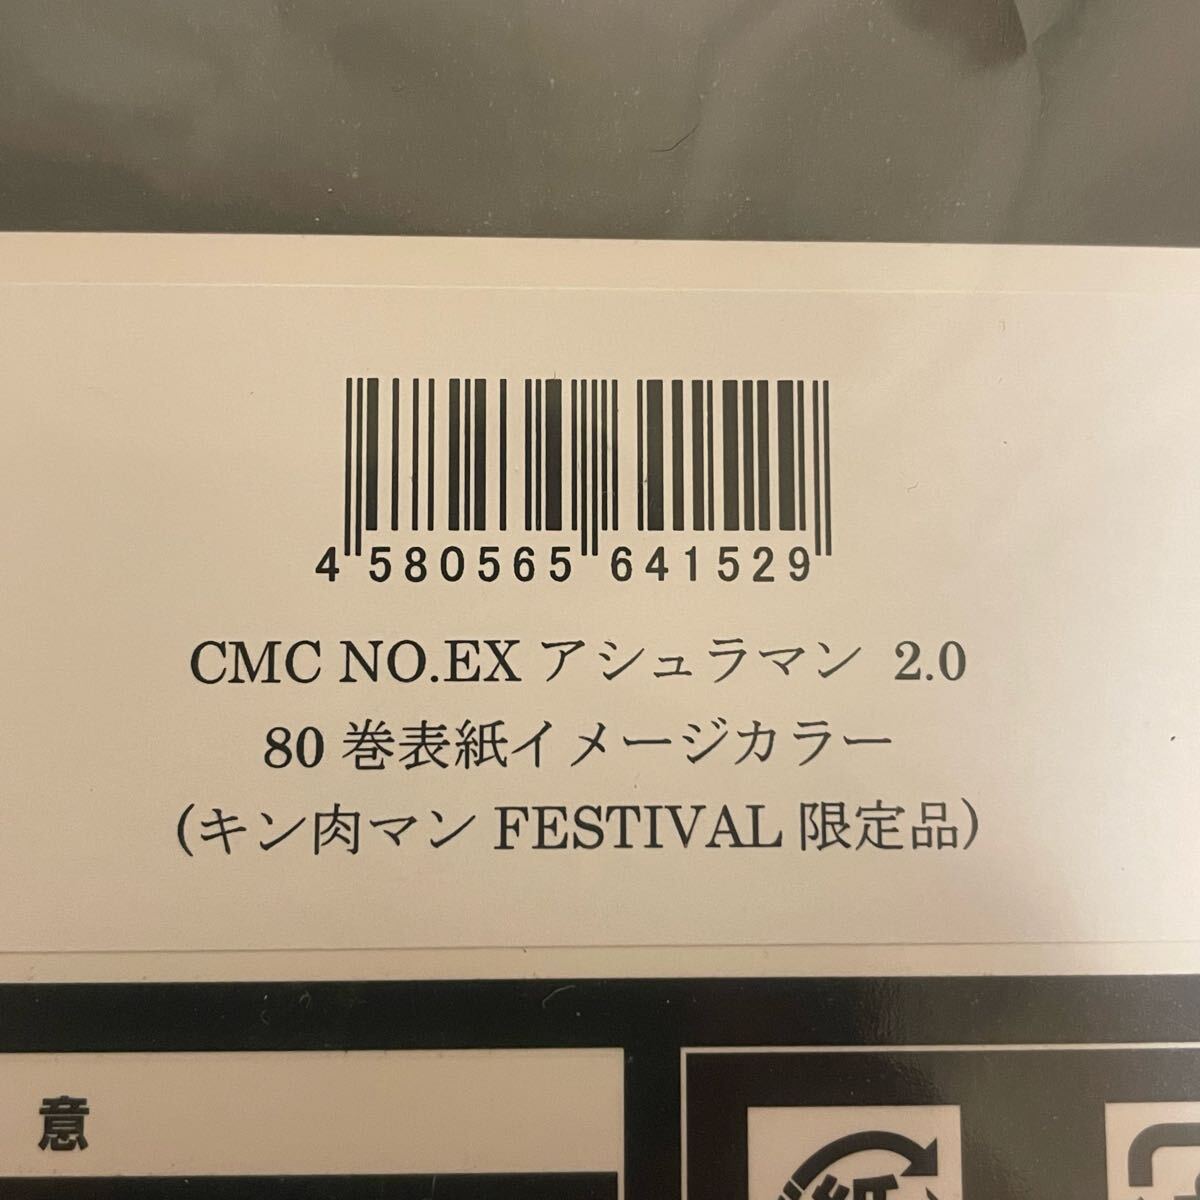 4 580565 641529
CMC NO.EX アシュラマン 2.0
80 巻表紙イメージカラー
(キン肉マン FESTIVAL 限定品)
意
紙